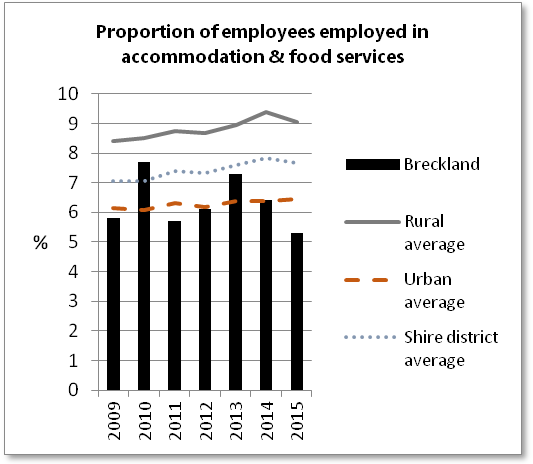 Proportion of employees employed in
accommodation & food services
10
9
8
7
6
5
4
3
2
1
0
%
2009
2010
2011
2012
2013
2014
2015
Breckland
Rural
average
Urban
average
Shire district
average